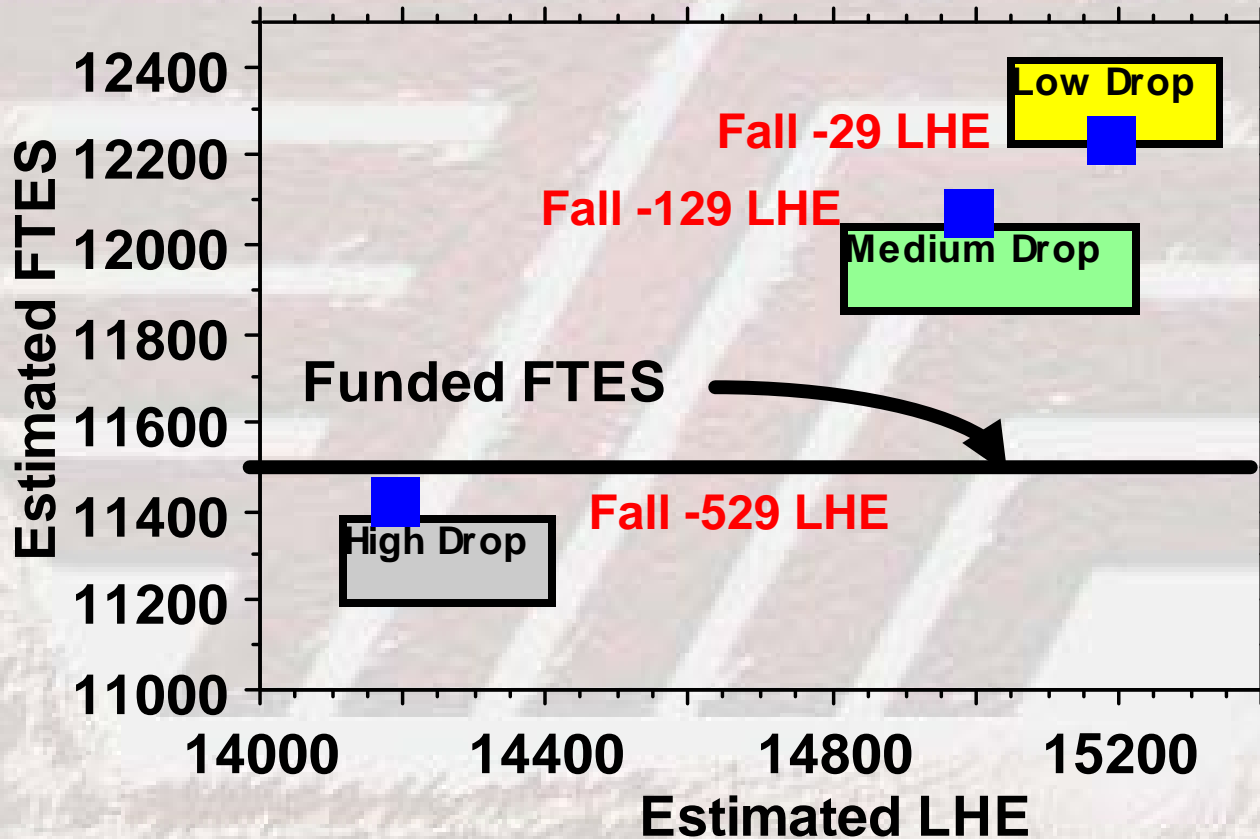 12400
Low Drop
Fall -29 LHE
12200
Fall -129 LHE
12000
Medium Drop
11800
Funded FTES
11600
11400
Fall -529 LHE
High Drop
11200
11000
Estimated FTES
14000 14400 14800 15200
Estimated LHE